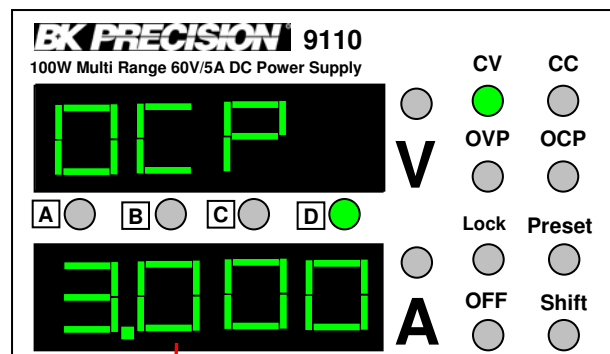 BK PRECISION® 9110
100W Multi Range 60V/5A DC Power Supply
CV CC
OCP
V
OVP OCP
A B C D
Lock Preset
3.000
A
OFF Shift